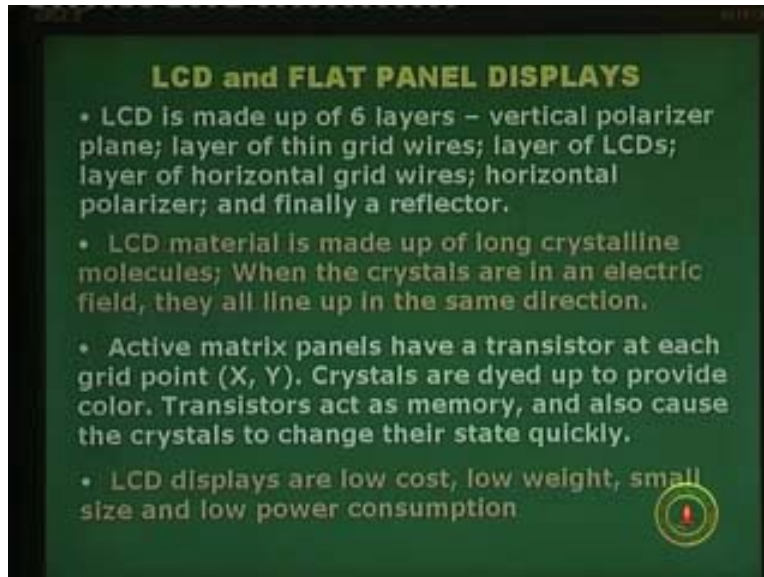 LCD and FLAT PANEL DISPLAYS
• LCD is made up of 6 layers – vertical polarizer
plane; layer of thin grid wires; layer of LCDs;
layer of horizontal grid wires; horizontal
polarizer; and finally a reflector.
• LCD material is made up of long crystalline
molecules; When the crystals are in an electric
field, they all line up in the same direction.
• Active matrix panels have a transistor at each
grid point (X, Y). Crystals are dyed up to provide
color. Transistors act as memory, and also cause
the crystals to change their state quickly.
• LCD displays are low cost, low weight, small
size and low power consumption